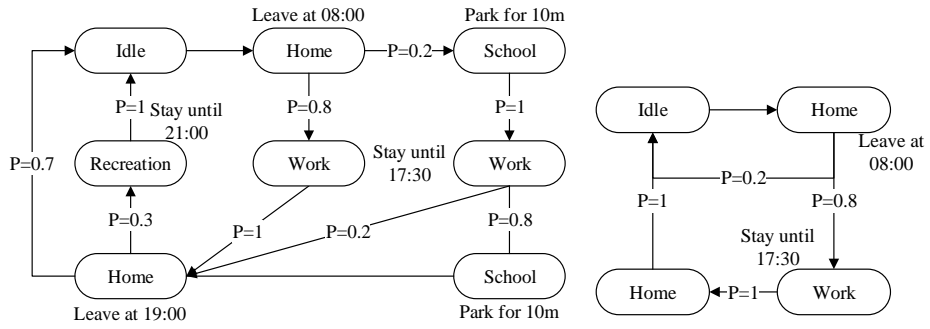 Leave at 08:00
Park for 10m
Idle
Home
P=0.2
School
P=1
Stay until
21:00
P=0.8
P=1
P=0.7
Recreation
Work
Stay until
17:30
Work
P=0.3
P=1
P=0.2
P=0.8
Home
School
Leave at 19:00
Park for 10m
Idle
Home
Leave at
08:00
P=0.2
P=1
P=0.8
Stay until
17:30
Home
P=1
Work